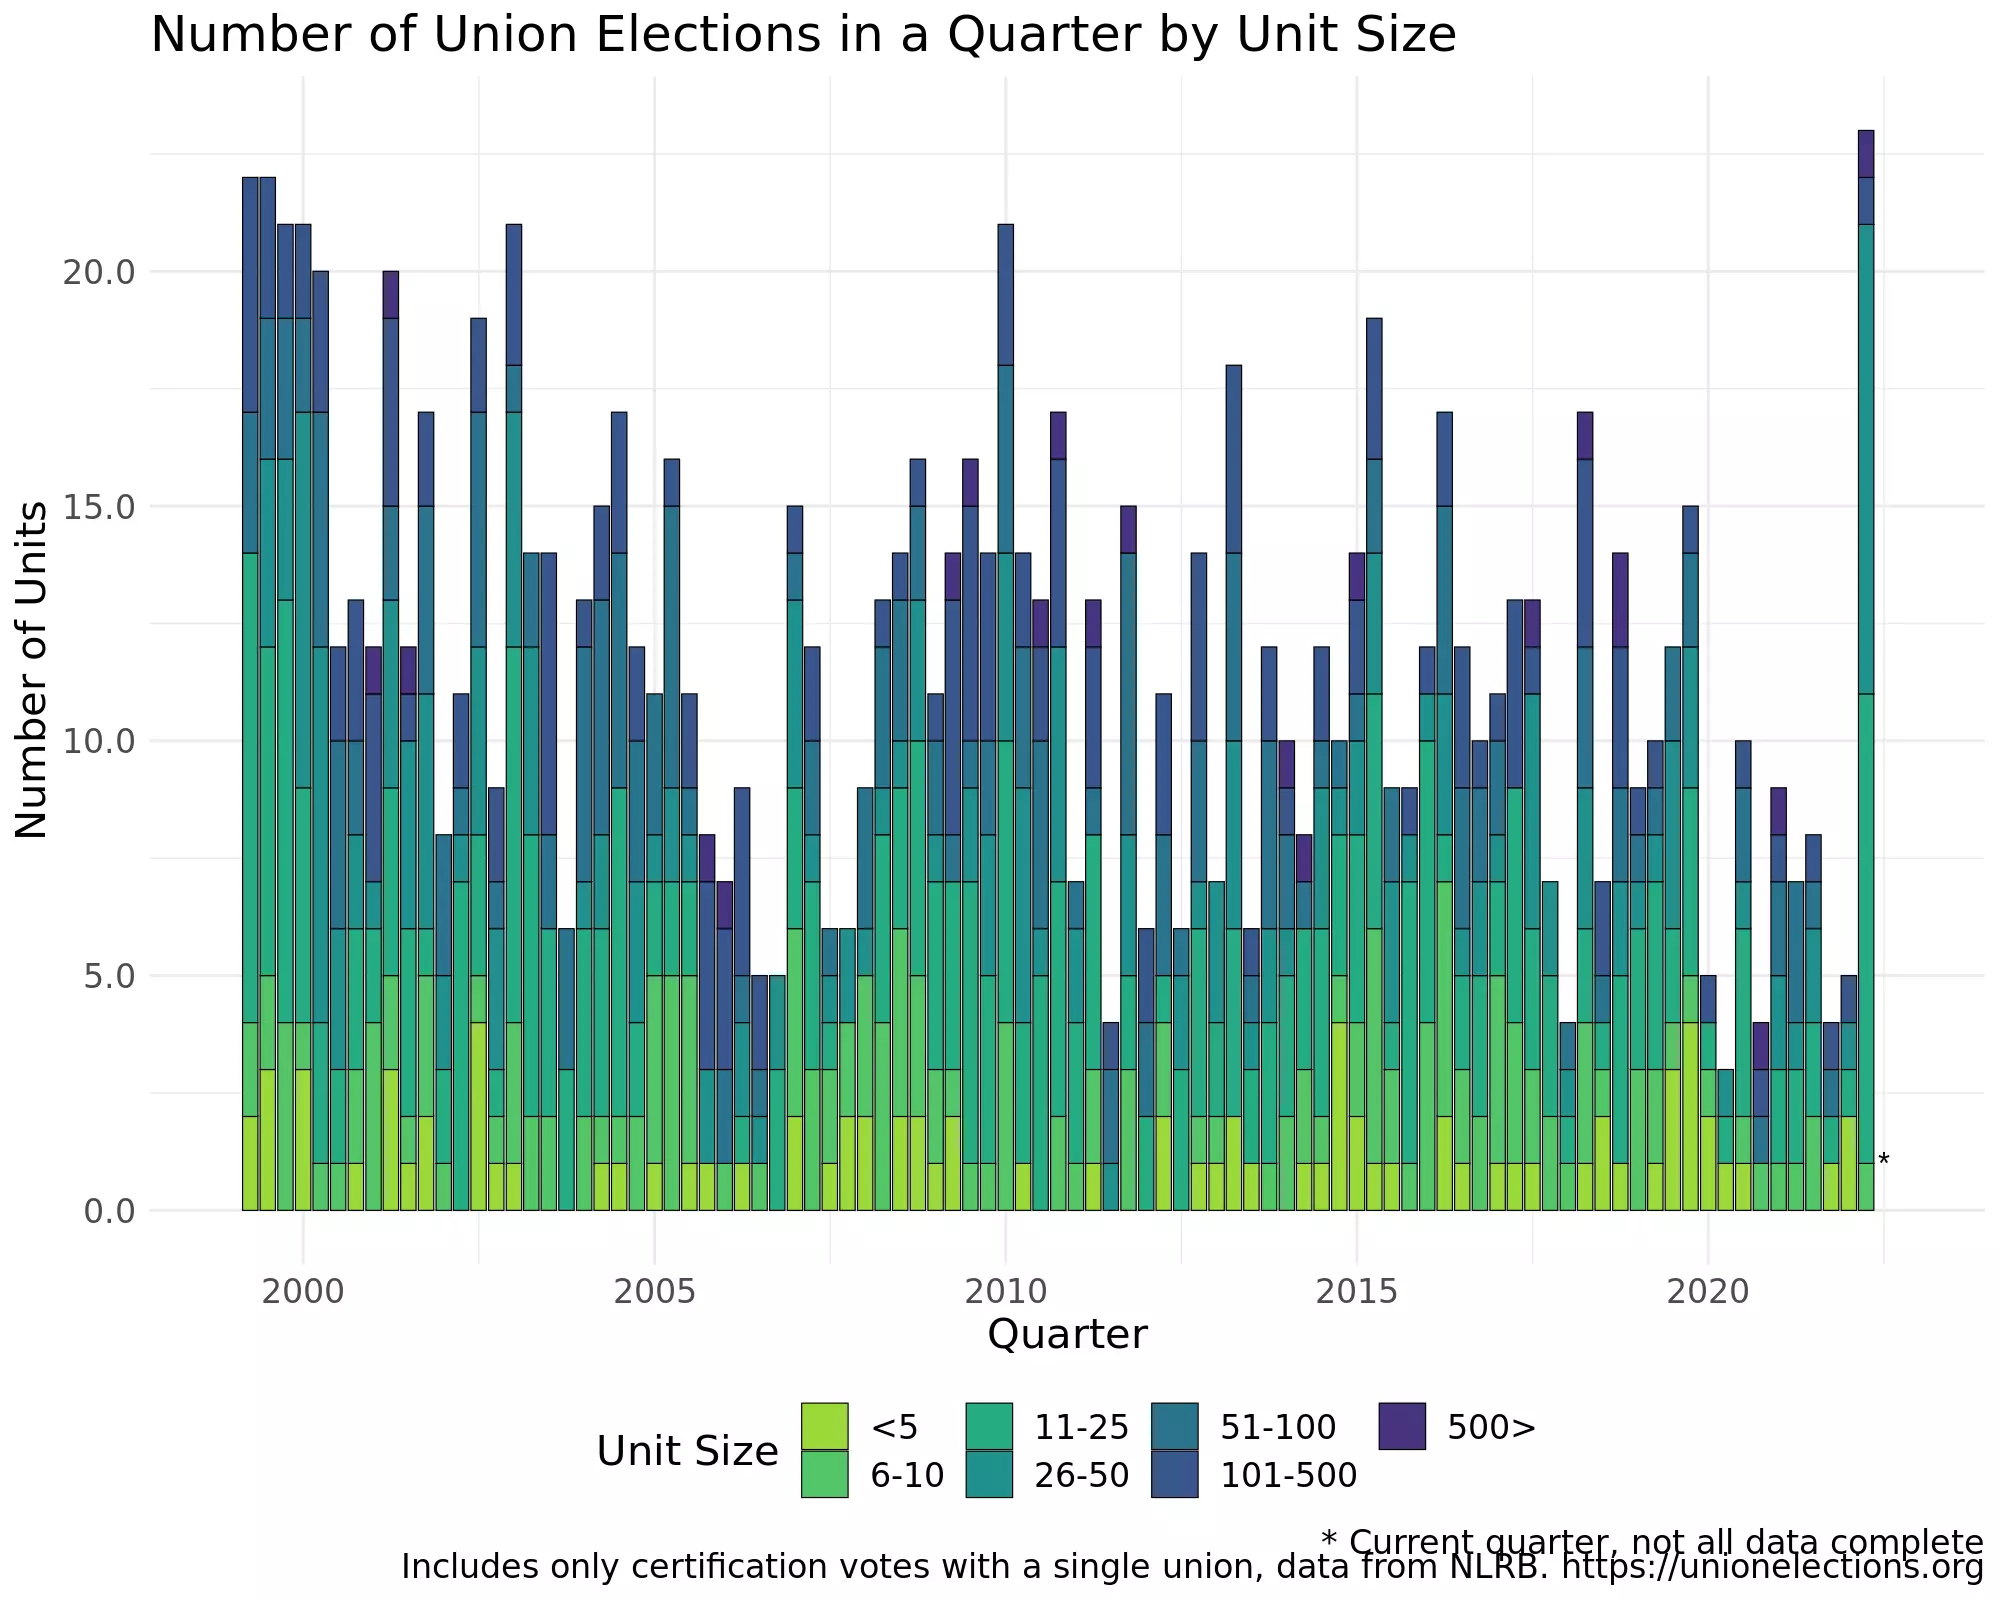 Number of Union Elections in a Quarter by Unit Size
Number of Units
20.0
15.0
10.0
5.0
0.0
*
2000 2005 2010 2015 2020
Quarter
Unit Size
<5 11-25 51-100 500>
6-10 26-50 101-500
* Current quarter, not all data complete
Includes only certification votes with a single union, data from NLRB. https://unionelections.org